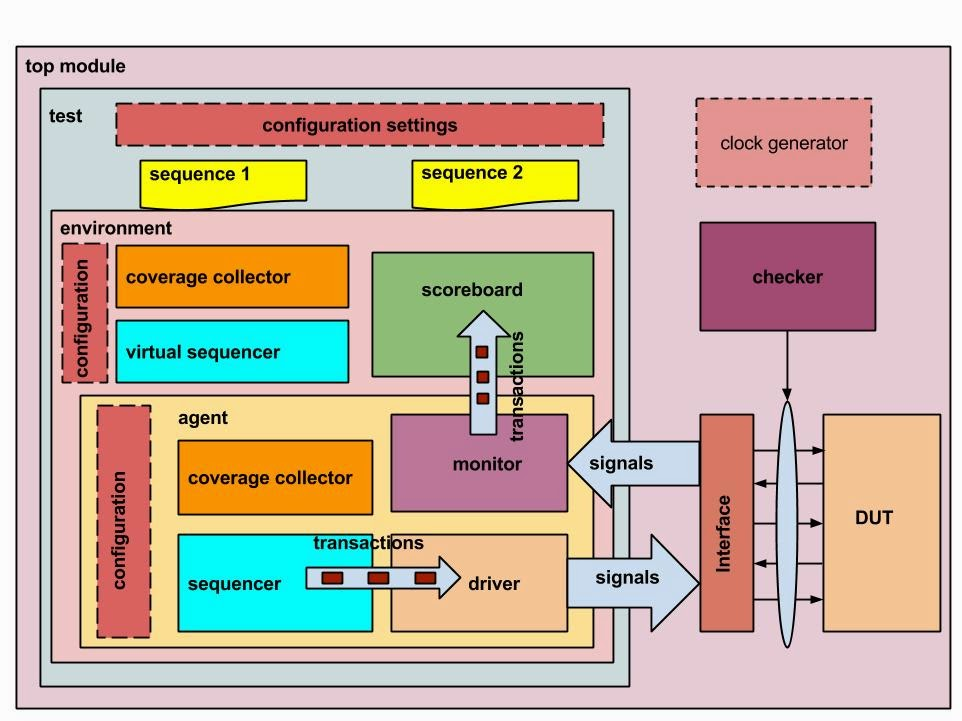 top module
test
configuration settings
clock generator
sequence 1
sequence 2
environment
configuration
coverage collector
scoreboard
checker
virtual sequencer
transactions
agent
configuration
coverage collector
monitor
signals
Interface
DUT
transactions
sequencer
driver
signals